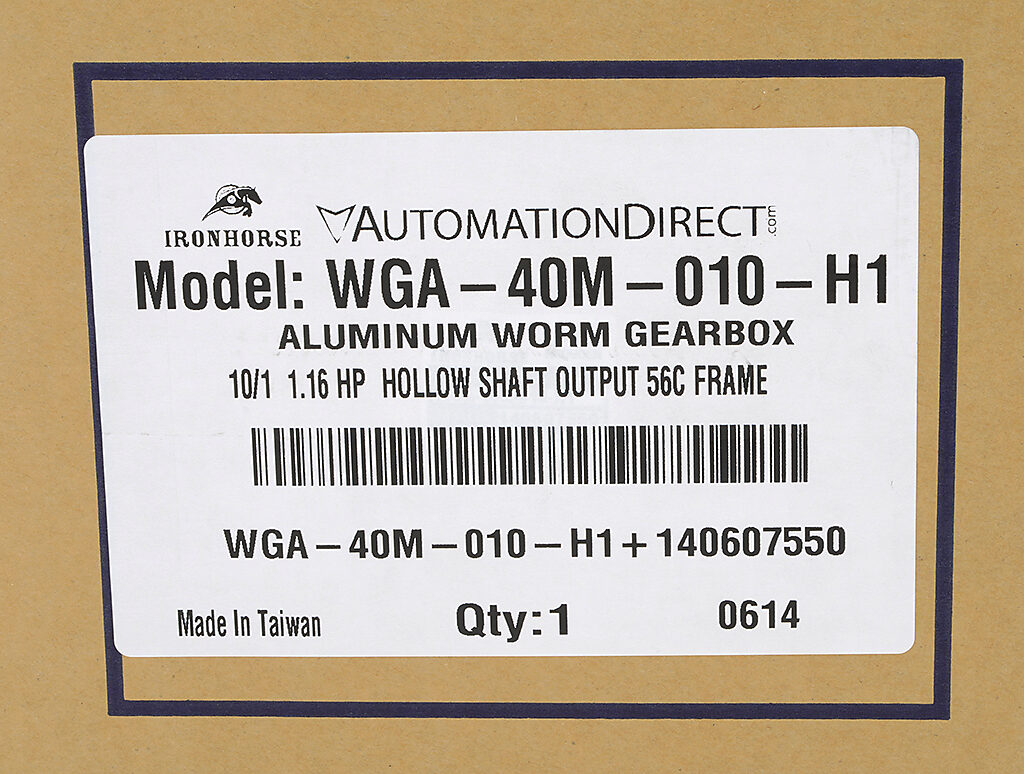 IRONHORSE AUTOMATIONDIRECT.com
Model: WGA-40M-010-H1
ALUMINUM WORM GEARBOX
10/1 1.16 HP HOLLOW SHAFT OUTPUT 56C FRAME
WGA-40M-010-H1+140607550
Made In Taiwan Qty:1 0614